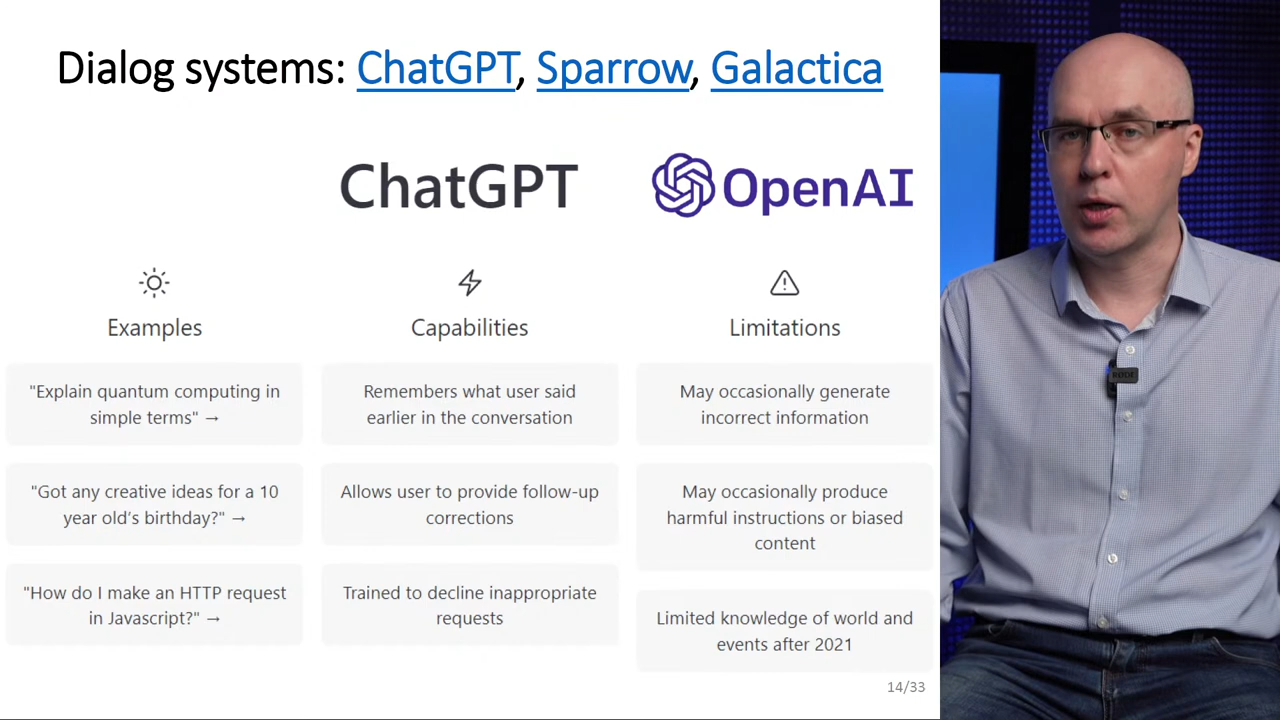 Dialog systems: ChatGPT, Sparrow, Galactica
ChatGPT
OpenAI
Examples
Capabilities
Limitations
"Explain quantum computing in
simple terms" →
Remembers what user said
earlier in the conversation
May occasionally generate
incorrect information
"Got any creative ideas for a 10
year old's birthday?" →
Allows user to provide follow-up
corrections
May occasionally produce
harmful instructions or biased
content
"How do I make an HTTP request
in Javascript?" →
Trained to decline inappropriate
requests
Limited knowledge of world and
events after 2021
14/33
RODE